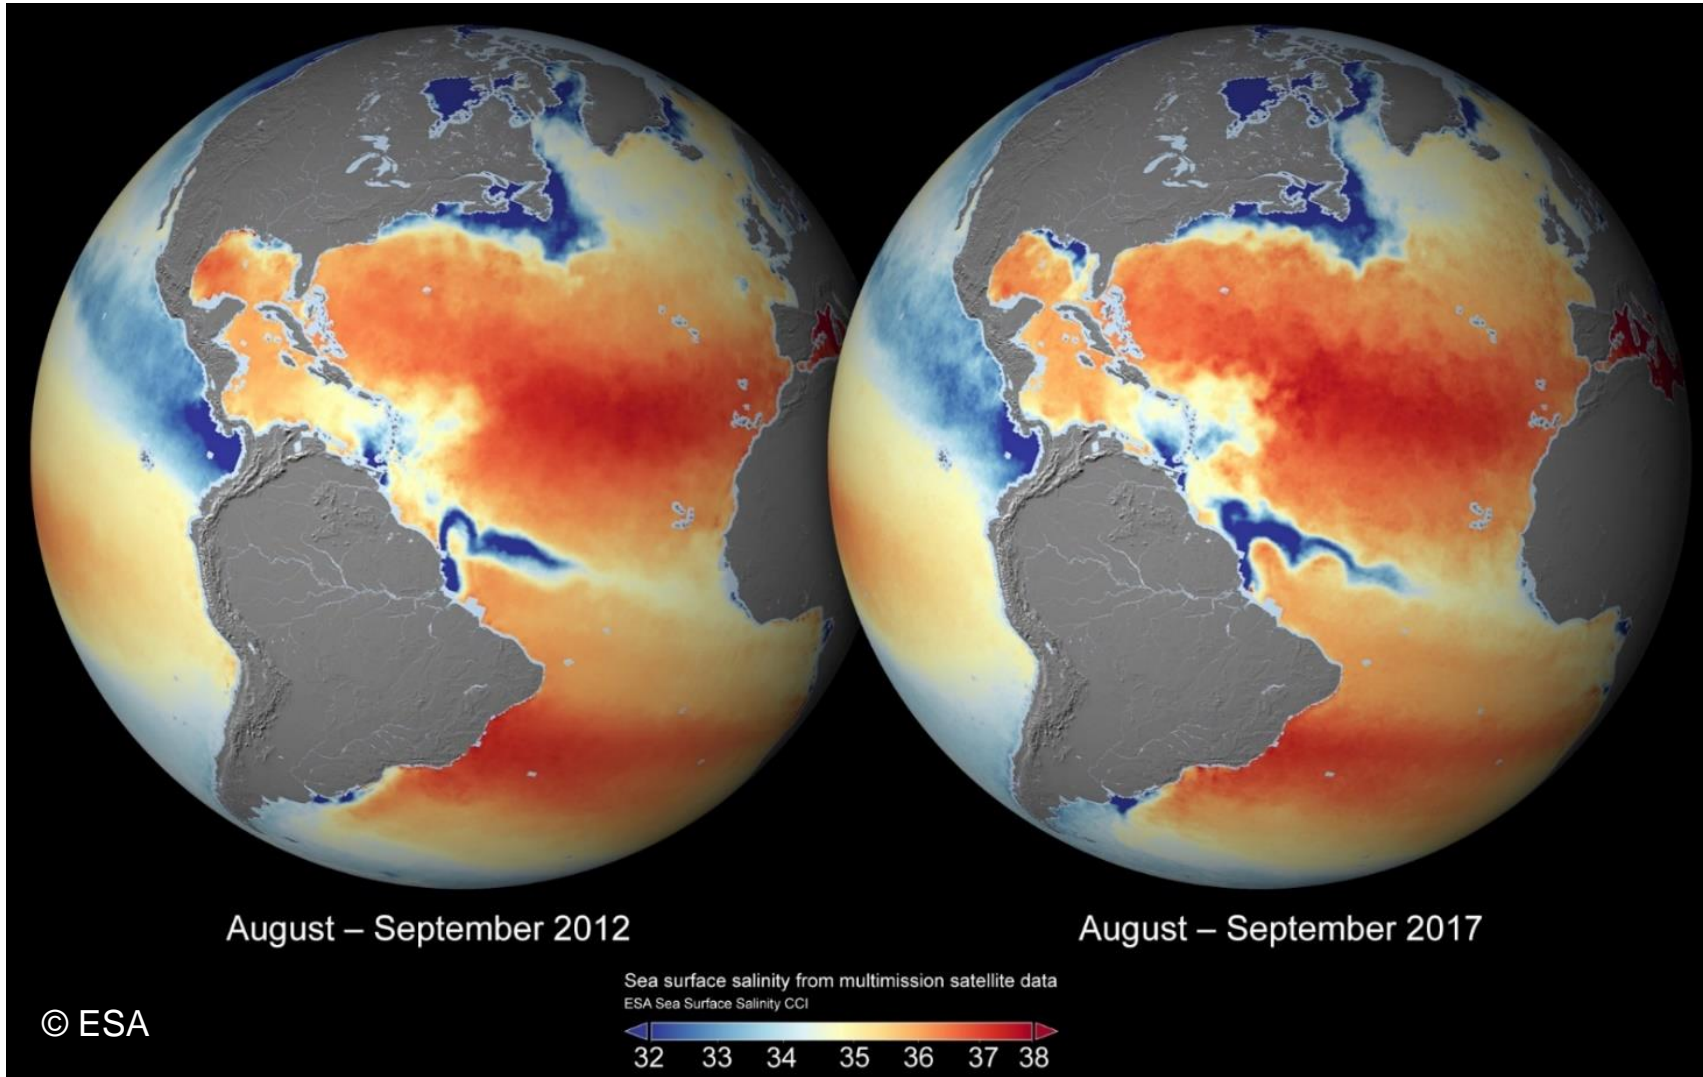 August – September 2012
August – September 2017
Sea surface salinity from multimission satellite data
ESA Sea Surface Salinity CCI
© ESA
32 33 34 35 36 37 38